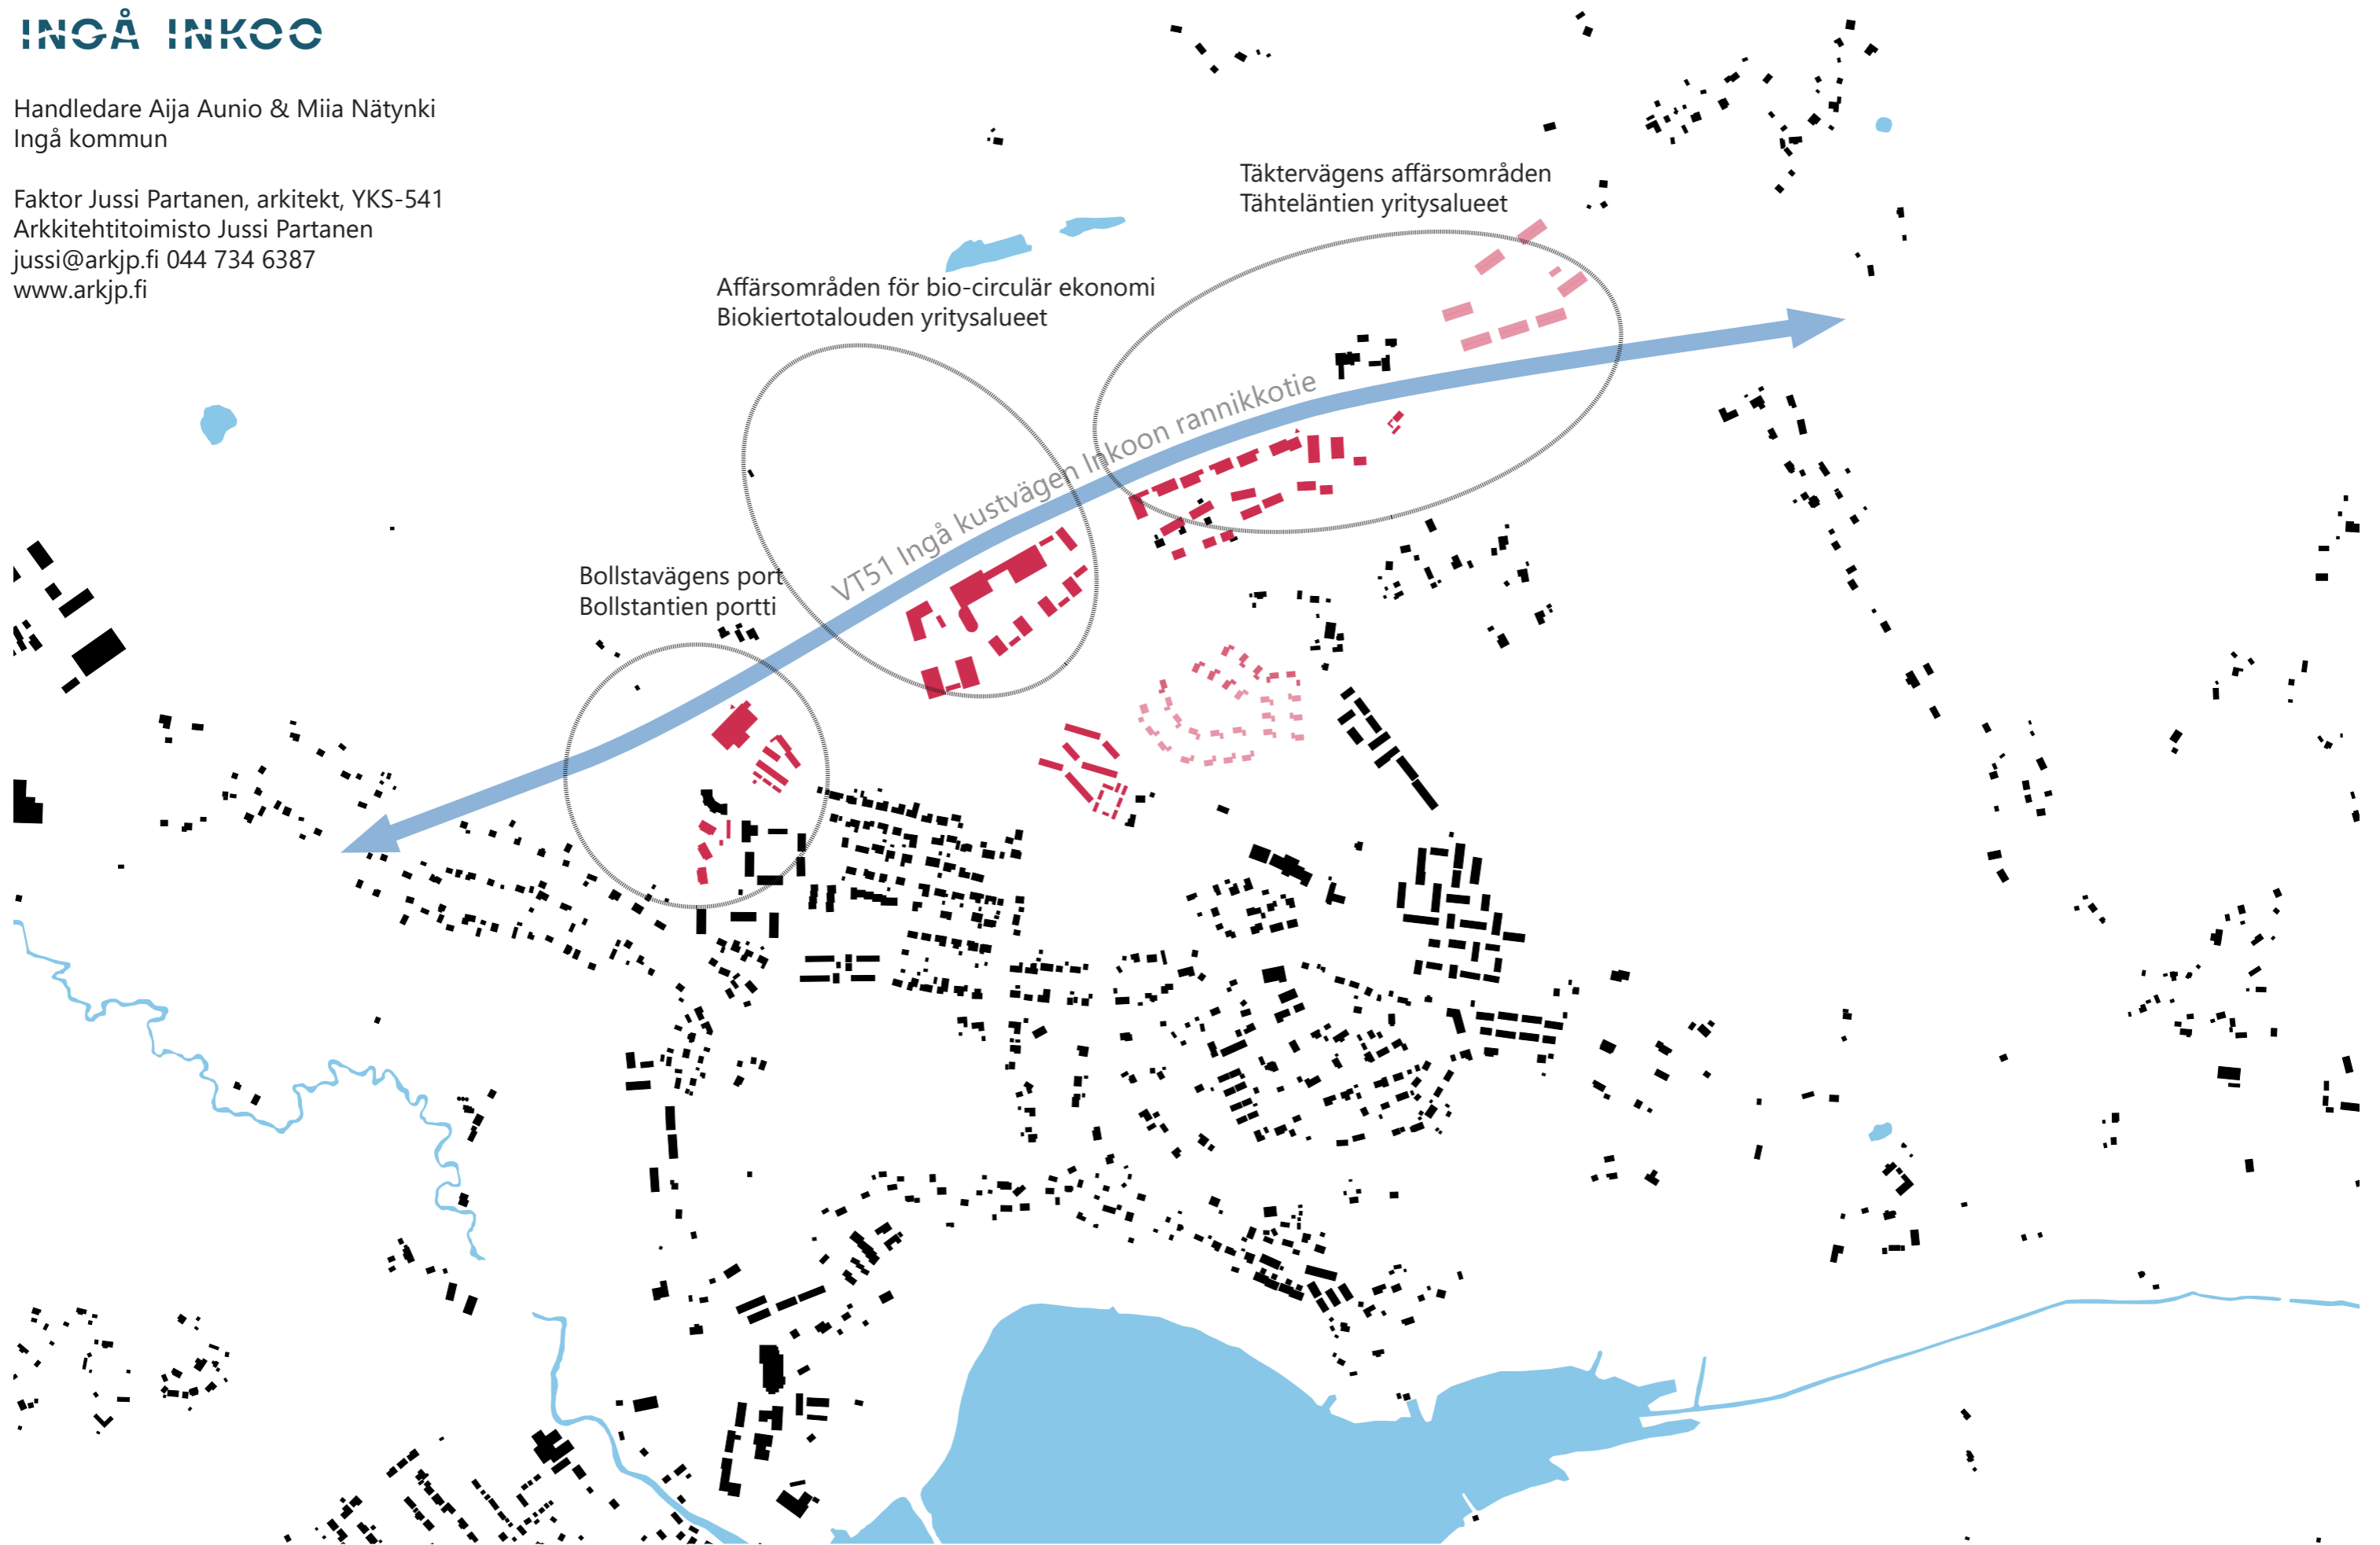 INGÅ INKOO
Handledare Aija Aunio & Miia Nätynki
Ingå kommun
Faktor Jussi Partanen, arkitekt, YKS-541
Arkkitehtitoimisto Jussi Partanen
jussi@arkjp.fi 044 734 6387
www.arkjp.fi
Täktervägens affärsområden
Tähteläntien yritysalueet
Affärsområden för bio-circulär ekonomi
Biokiertotalouden yritysalueet
VT51 Ingå kustvägen Inkoon rannikkotie
Bollstavägens port
Bollstantien portti